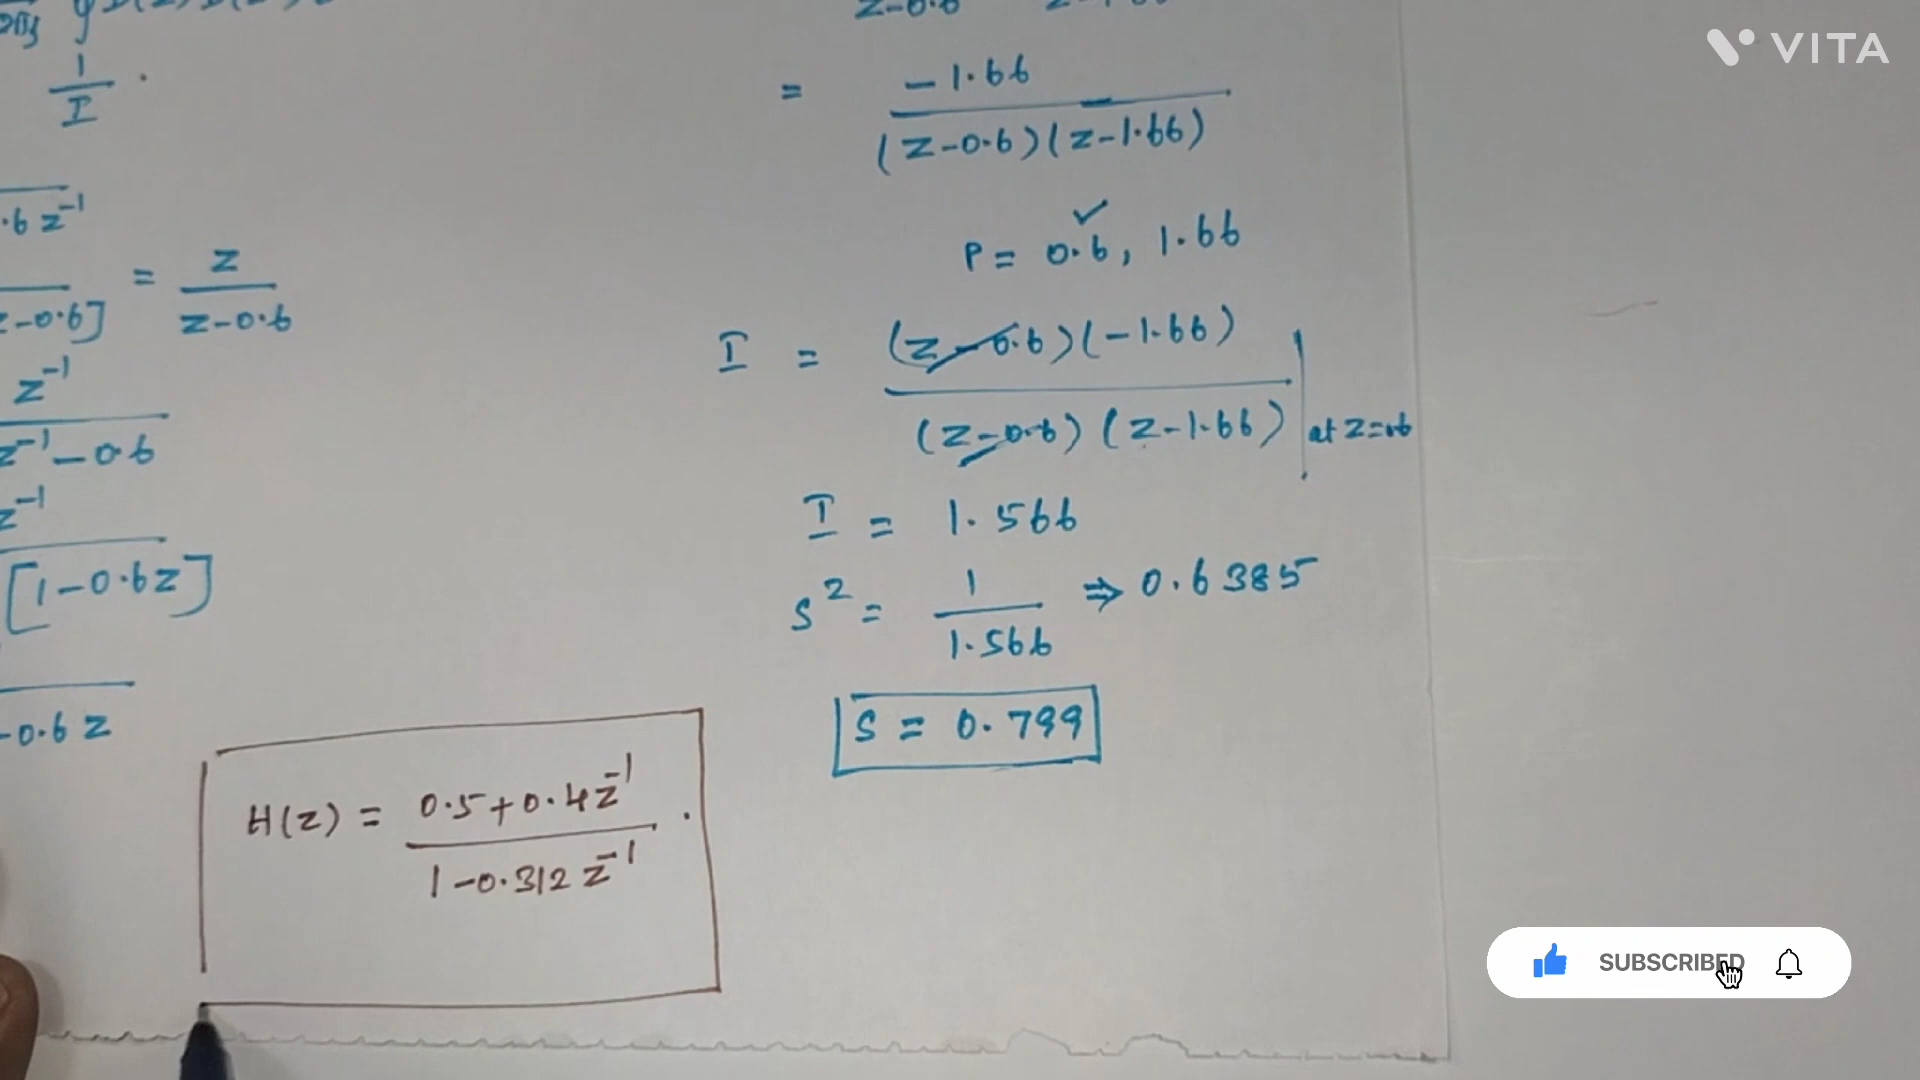 VITA
1
I
.6 z⁻¹
z-0.6] = z
z-0.6
z⁻¹
z⁻¹-0.6
z⁻¹
[1-0.6z]
-0.6 z
= -1.66
(z-0.6)(z-1.66)
P = 0.6, 1.66
I = (z-0.6)(-1.66)
(z-0.6) (z-1.66) at z=0.6
I = 1.566
s² = 1 ⇒ 0.6385
1.566
S = 0.799
H(z) = 0.5+0.4z⁻¹ .
1-0.312 z⁻¹
SUBSCRIBED